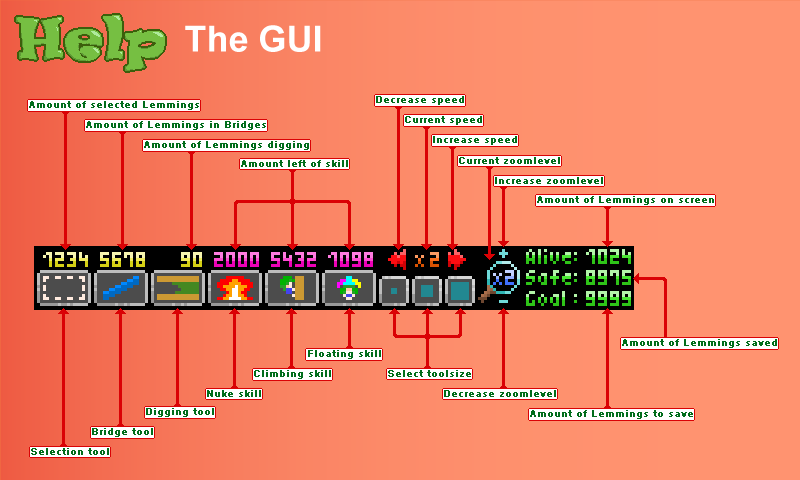 Help The GUI
Amount of selected Lemmings
Amount of Lemmings in Bridges
Amount of Lemmings digging
Amount left of skill
Decrease speed
Current speed
Increase speed
Current zoomlevel
Increase zoomlevel
Amount of Lemmings on screen
1234 5678 90 2000 5432 1098 x2 + Alive: 1024
x2 Safe: 8975
- Goal: 9999
Amount of Lemmings saved
Floating skill
Climbing skill
Select toolsize
Nuke skill
Decrease zoomlevel
Digging tool
Amount of Lemmings to save
Bridge tool
Selection tool